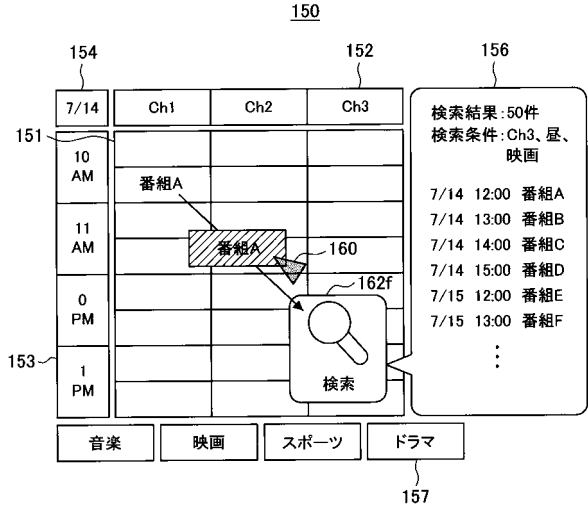 150
154
152
156
7/14
Ch1
Ch2
Ch3
151
10
AM
11
AM
0
PM
1
PM
153
番組A
番組A
160
162f
検索
検索結果:50件
検索条件:Ch3、昼、
映画
7/14 12:00 番組A
7/14 13:00 番組B
7/14 14:00 番組C
7/14 15:00 番組D
7/15 12:00 番組E
7/15 13:00 番組F
⋮
音楽
映画
スポーツ
ドラマ
157